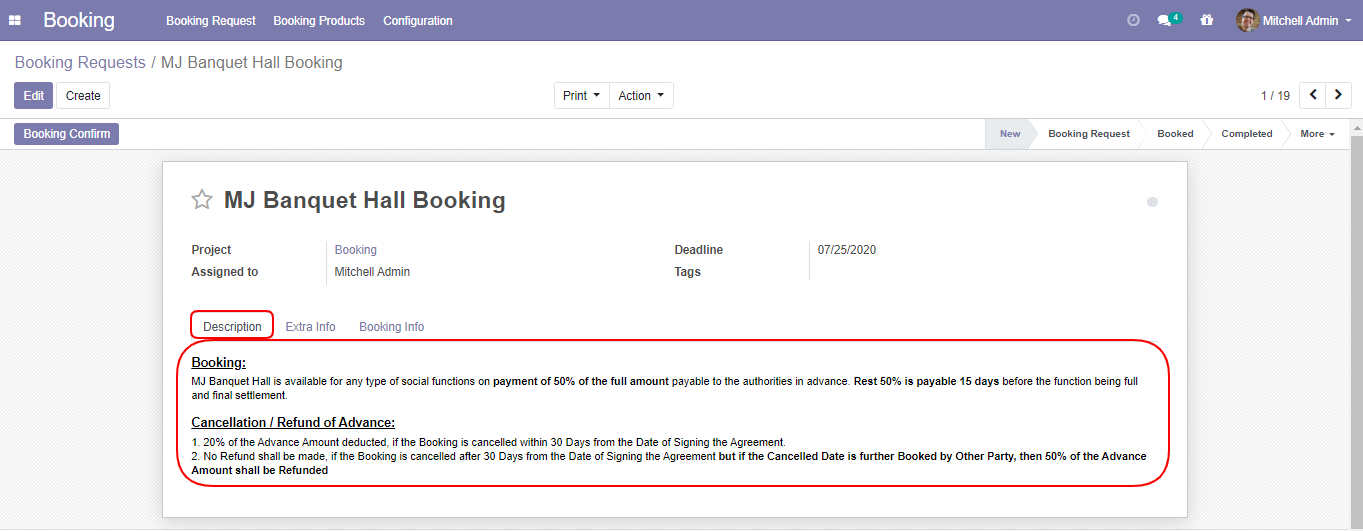 Booking Booking Request Booking Products Configuration 4 Mitchell Admin
Booking Requests / MJ Banquet Hall Booking
Edit Create Print Action 1 / 19
Booking Confirm New Booking Request Booked Completed More
MJ Banquet Hall Booking
Project Booking Deadline 07/25/2020
Assigned to Mitchell Admin Tags
Description Extra Info Booking Info
Booking:
MJ Banquet Hall is available for any type of social functions on payment of 50% of the full amount payable to the authorities in advance. Rest 50% is payable 15 days before the function being full
and final settlement.
Cancellation / Refund of Advance:
1. 20% of the Advance Amount deducted, if the Booking is cancelled within 30 Days from the Date of Signing the Agreement.
2. No Refund shall be made, if the Booking is cancelled after 30 Days from the Date of Signing the Agreement but if the Cancelled Date is further Booked by Other Party, then 50% of the Advance
Amount shall be Refunded